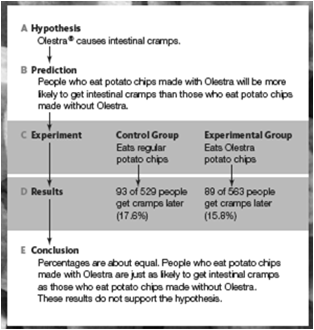 A Hypothesis
Olestra® causes intestinal cramps.
B Prediction
People who eat potato chips made with Olestra will be more
likely to get intestinal cramps than those who eat potato chips
made without Olestra.
C Experiment Control Group Experimental Group
Eats regular Eats Olestra
potato chips potato chips
D Results 93 of 529 people 89 of 563 people
get cramps later get cramps later
(17.6%) (15.8%)
E Conclusion
Percentages are about equal. People who eat potato chips
made with Olestra are just as likely to get intestinal cramps
as those who eat potato chips made without Olestra.
These results do not support the hypothesis.